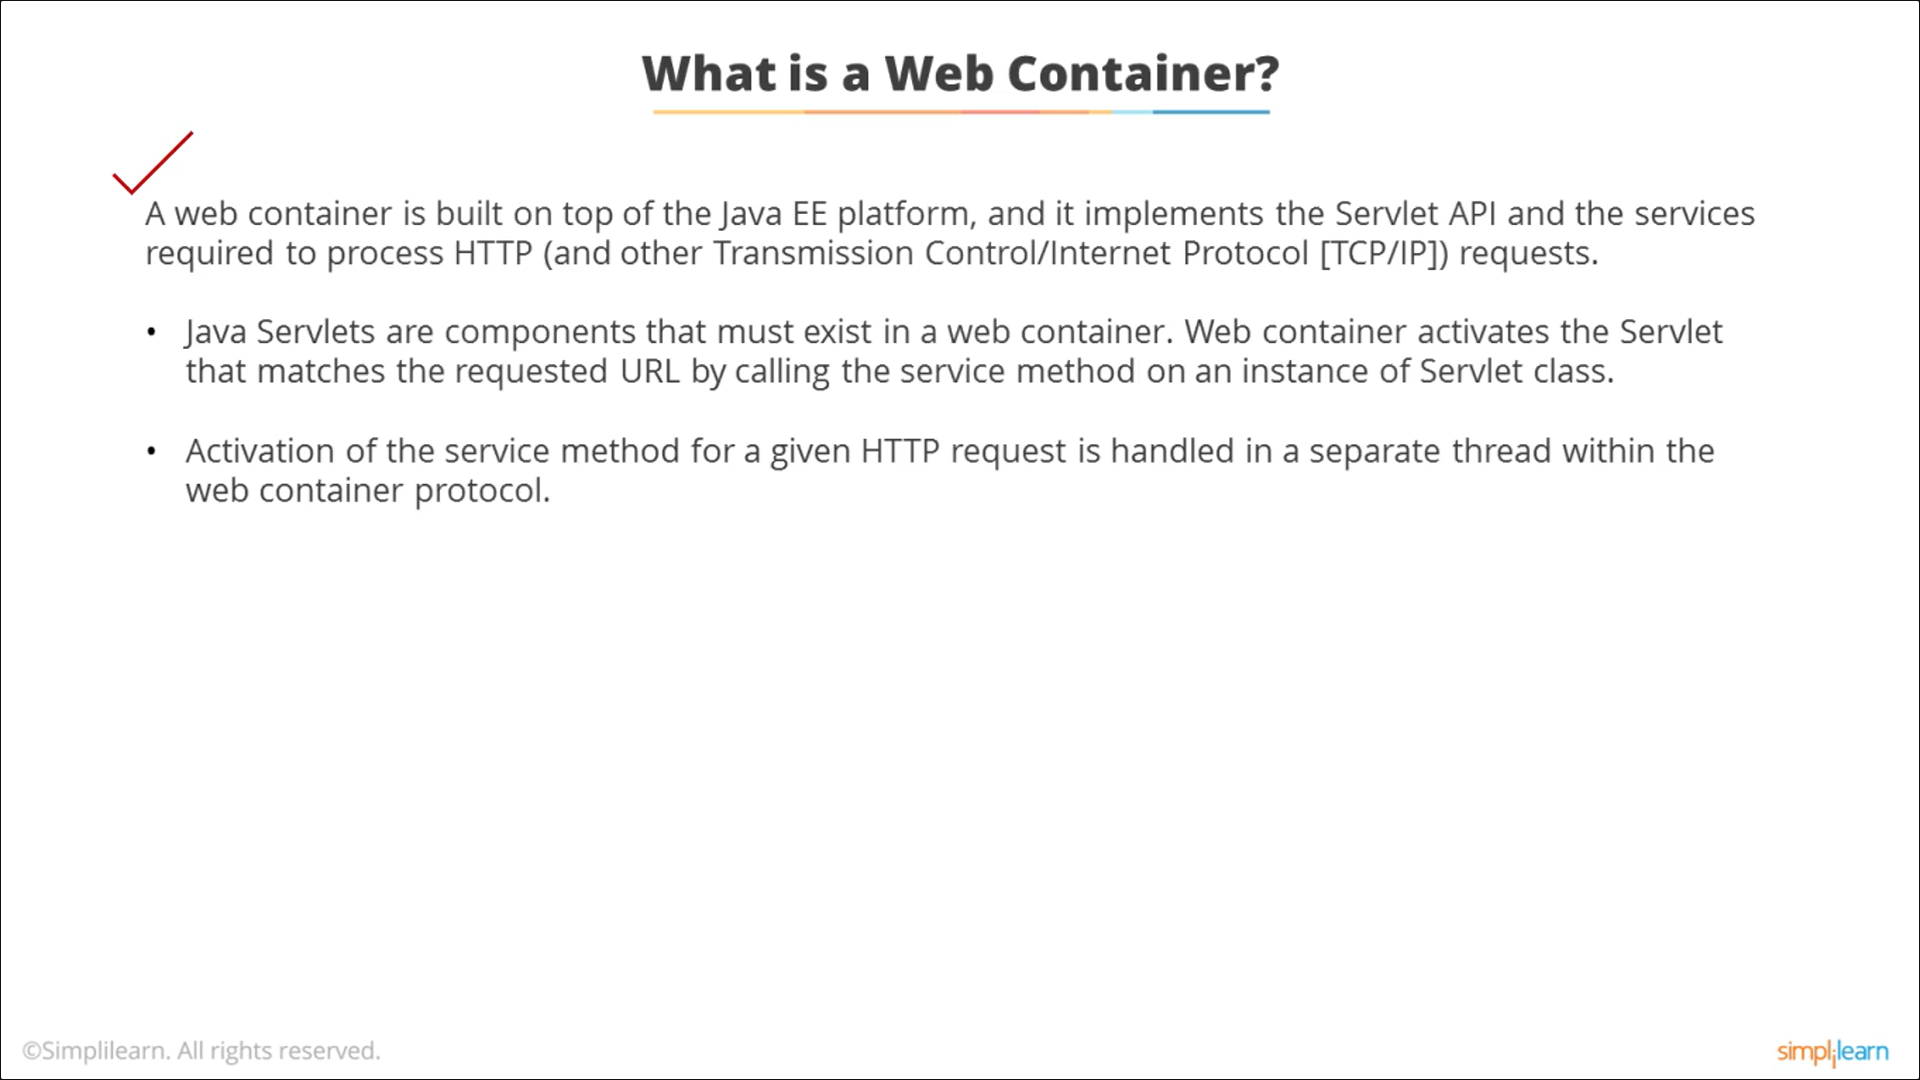 What is a Web Container?
A web container is built on top of the Java EE platform, and it implements the Servlet API and the services
required to process HTTP (and other Transmission Control/Internet Protocol [TCP/IP]) requests.
• Java Servlets are components that must exist in a web container. Web container activates the Servlet
that matches the requested URL by calling the service method on an instance of Servlet class.
• Activation of the service method for a given HTTP request is handled in a separate thread within the
web container protocol.
©Simplilearn. All rights reserved.
simplilearn